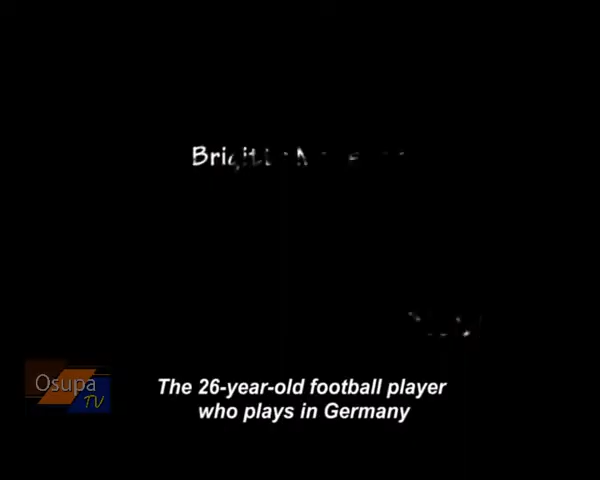 Osupa
TV
The 26-year-old football player
who plays in Germany